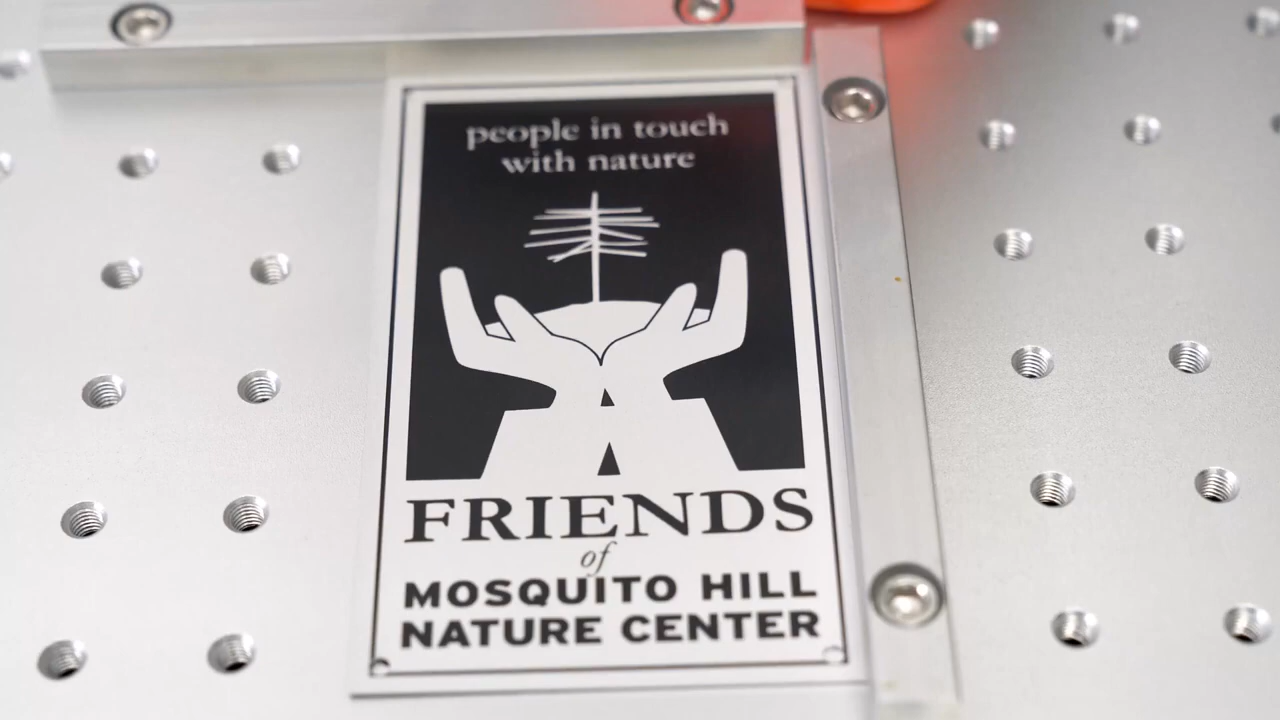 people in touch
with nature
FRIENDS
of
MOSQUITO HILL
NATURE CENTER